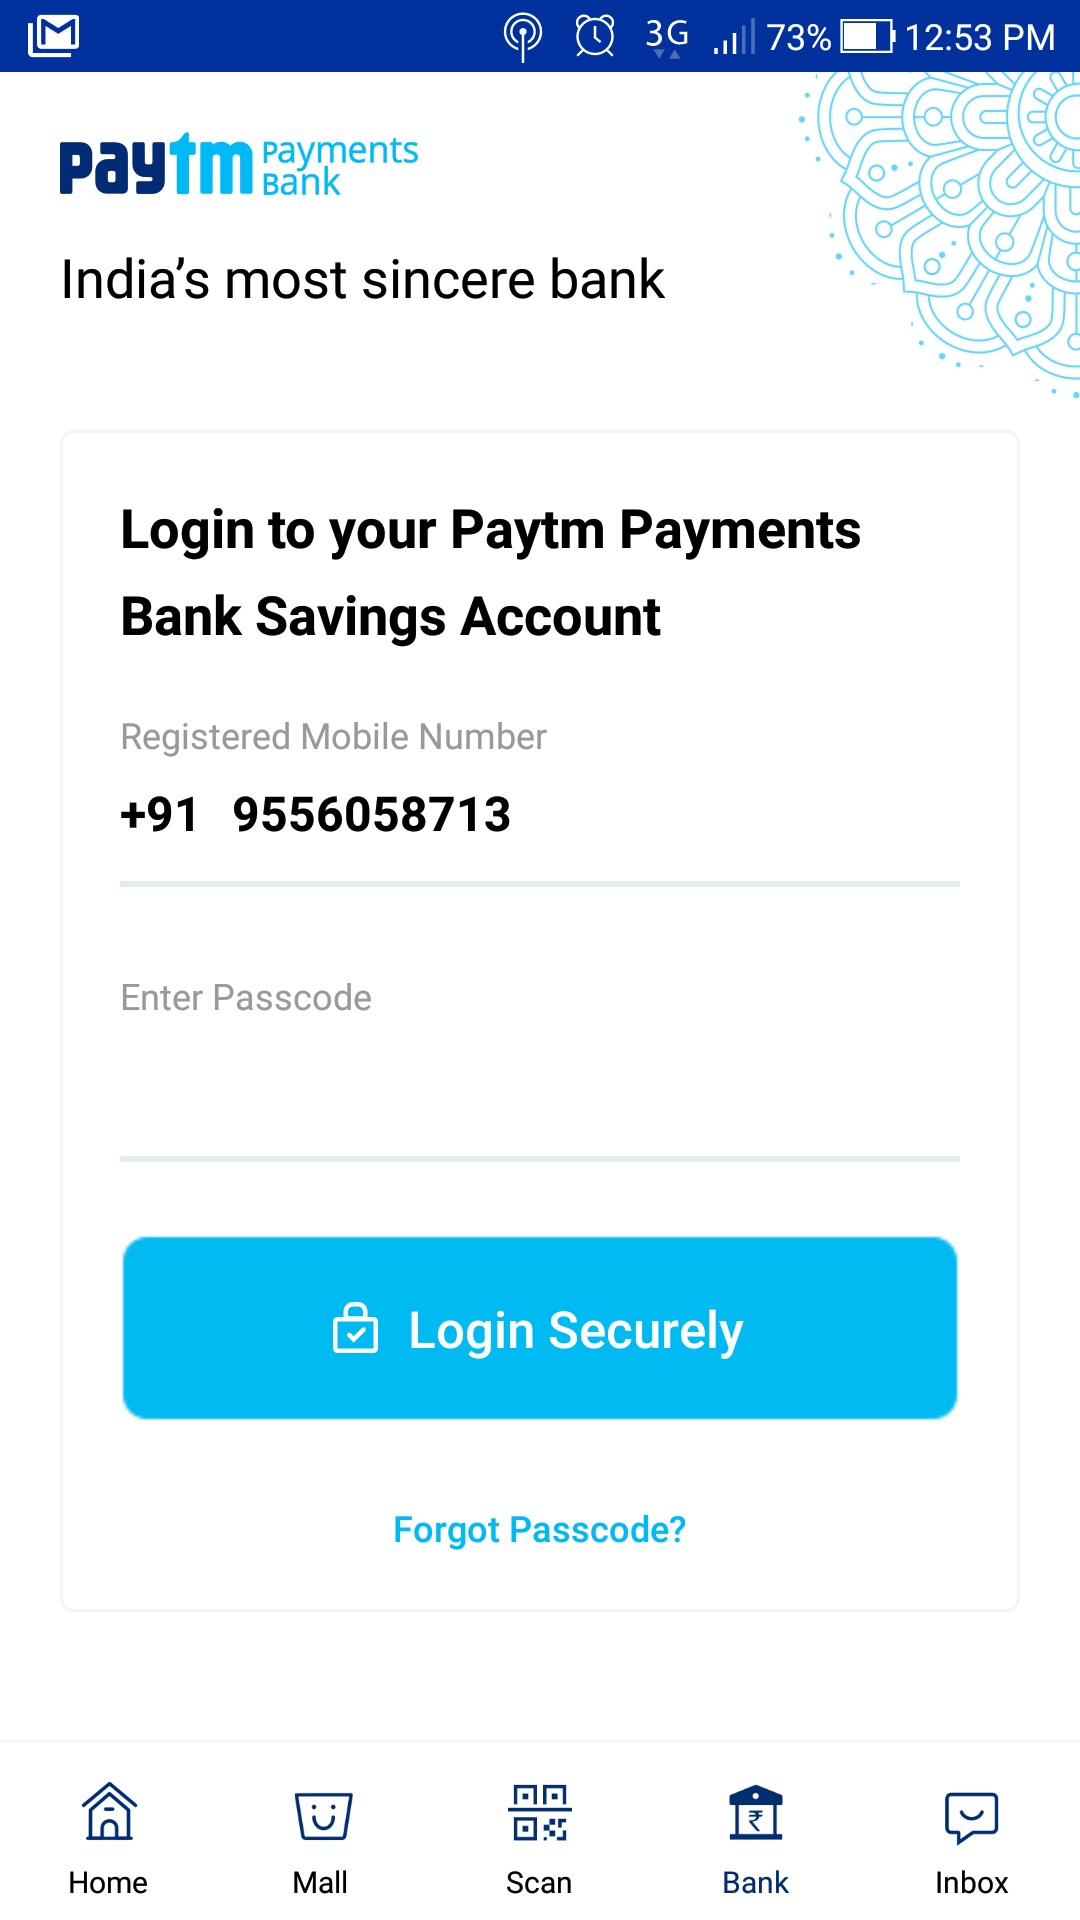 3G 73% 12:53 PM
paytm Payments Bank
India’s most sincere bank
Login to your Paytm Payments
Bank Savings Account
Registered Mobile Number
+91 9556058713
Enter Passcode
Login Securely
Forgot Passcode?
Home Mall Scan Bank Inbox